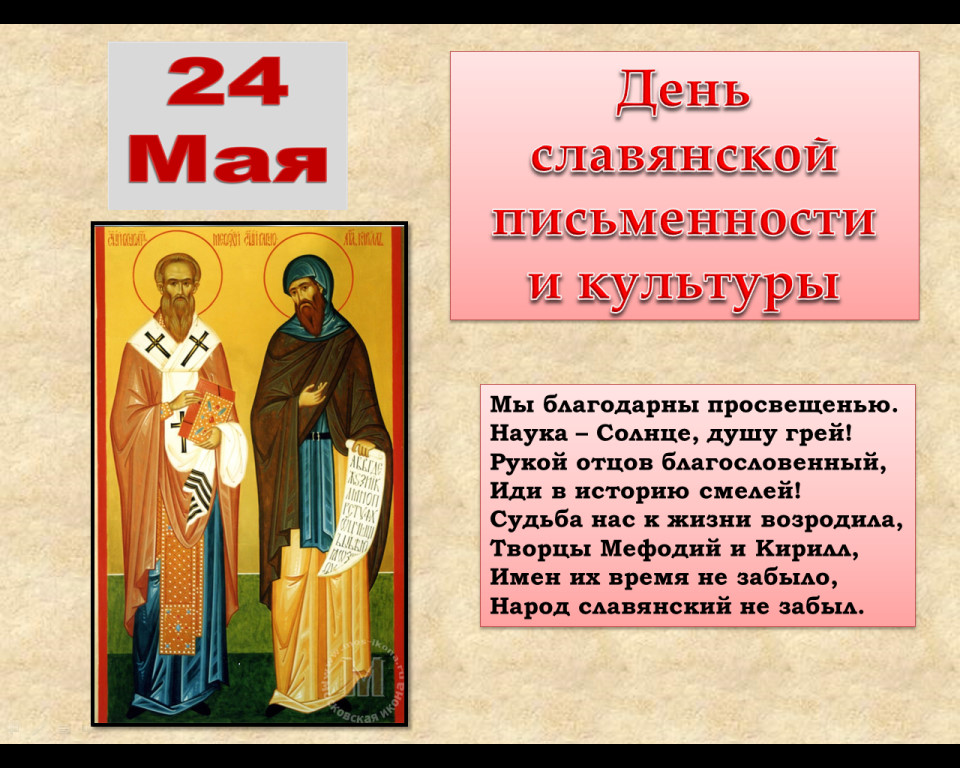 24
Мая
День
славянской
письменности
и культуры
Мы благодарны просвещенью.
Наука – Солнце, душу грей!
Рукой отцов благословенный,
Иди в историю смелей!
Судьба нас к жизни возродила,
Творцы Мефодий и Кирилл,
Имен их время не забыло,
Народ славянский не забыл.